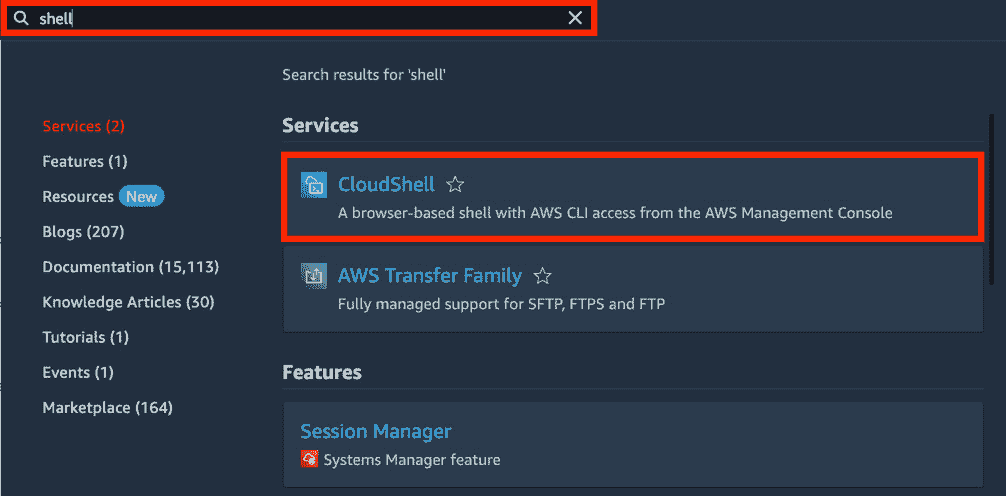 shell
Search results for 'shell'
Services (2)
Features (1)
Resources New
Blogs (207)
Documentation (15,113)
Knowledge Articles (30)
Tutorials (1)
Events (1)
Marketplace (164)
Services
CloudShell
A browser-based shell with AWS CLI access from the AWS Management Console
AWS Transfer Family
Fully managed support for SFTP, FTPS and FTP
Features
Session Manager
Systems Manager feature